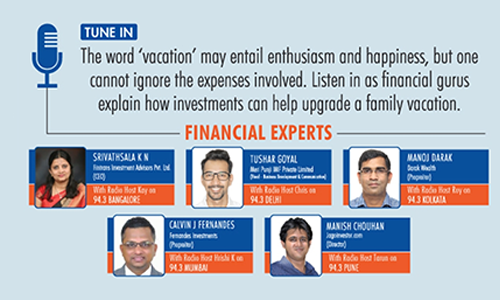 TUNE IN
The word 'vacation' may entail enthusiasm and happiness, but one
cannot ignore the expenses involved. Listen in as financial gurus
explain how investments can help upgrade a family vacation.
FINANCIAL EXPERTS
SRIVATHSALA K N
Investment Advisors Pvt. Ltd.
(CEO)
With Radio Host Kay on
94.3 BANGALORE
TUSHAR GOYAL
Meri Punji IMF Private Limited
(Head - Business Development & Communication)
With Radio Host Chris on
94.3 DELHI
MANOJ DARAK
Darak Wealth
(Proprietor)
With Radio Host Roy on
94.3 KOLKATA
CALVIN J FERNANDES
Fernandes Investments
(Proprietor)
With Radio Host Hrishi K on
94.3 MUMBAI
MANISH CHOUHAN
Jagoinvestor.com
(Director)
With Radio Host Tarun on
94.3 PUNE